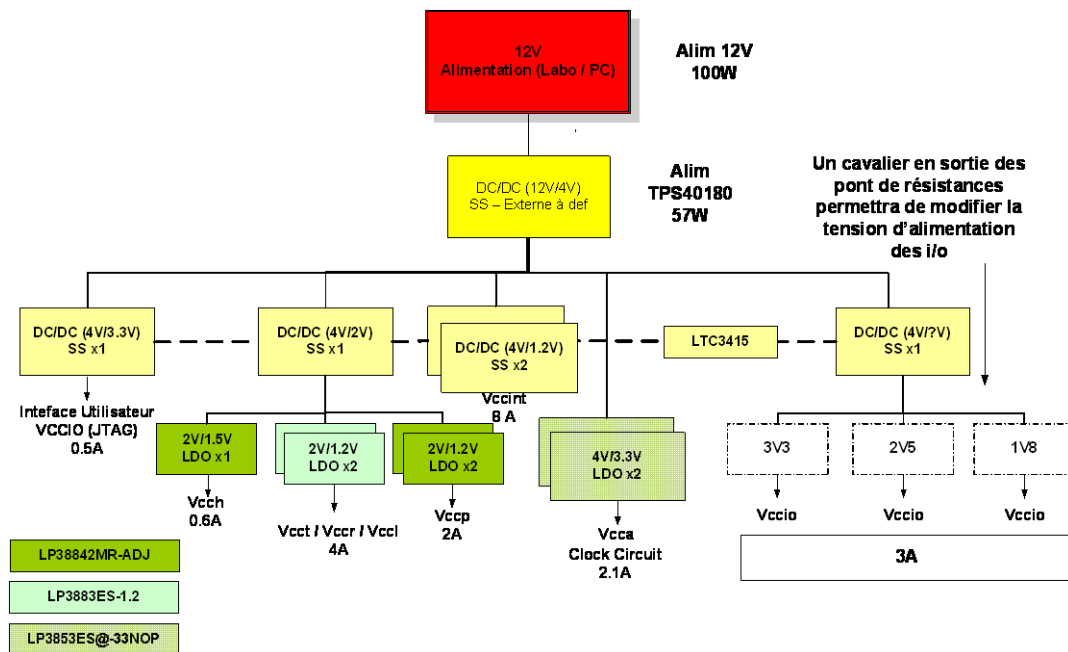 12V
Alimentation (Labo / PC)
Alim 12V
100W
DC/DC (12V/4V)
SS – Externe à def
Alim
TPS40180
57W
Un cavalier en sortie des
pont de résistances
permettra de modifier la
tension d'alimentation
des i/o
DC/DC (4V/3.3V)
SS x1
DC/DC (4V/2V)
SS x1
DC/DC (4V/1.2V)
SS x2
LTC3415
DC/DC (4V/?V)
SS x1
Inteface Utilisateur
VCCIO (JTAG)
0.5A
Vccint
8 A
2V/1.5V
LDO x1
2V/1.2V
LDO x2
2V/1.2V
LDO x2
4V/3.3V
LDO x2
3V3
2V5
1V8
Vcch
0.6A
Vcct / Vccr / Vccl
4A
Vccp
2A
Vcca
Clock Circuit
2.1A
Vccio
Vccio
Vccio
3A
LP38842MR-ADJ
LP3883ES-1.2
LP3853ES@-33NOP